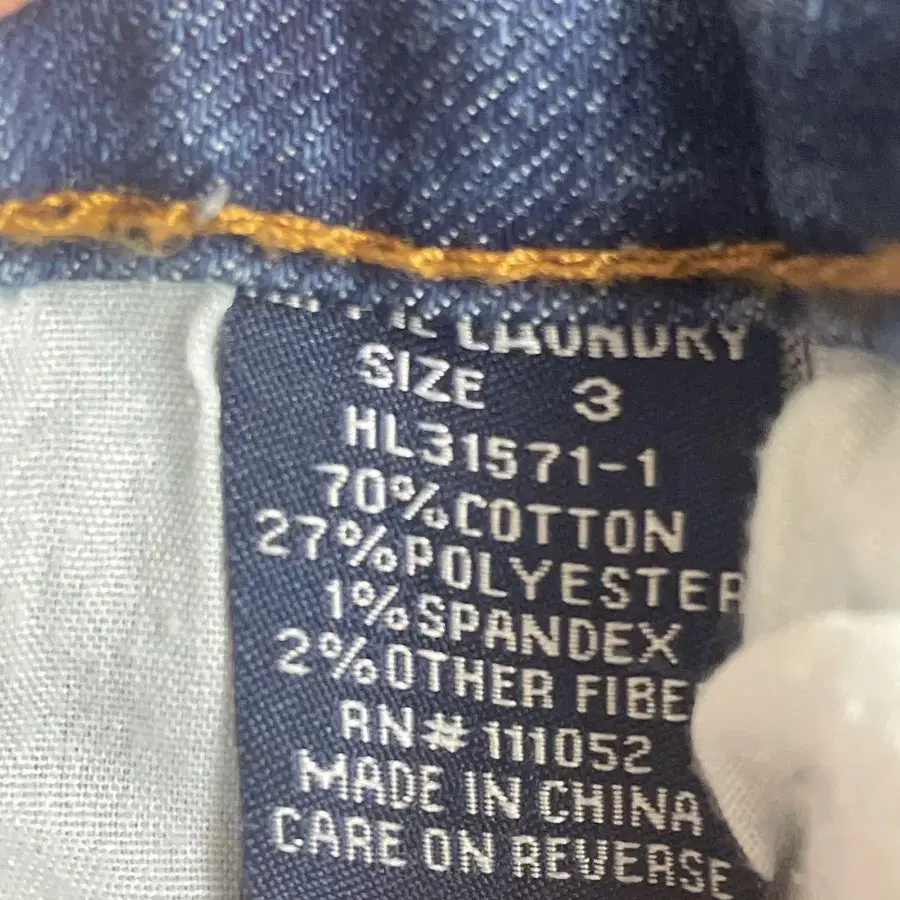 LAUNDRY
SIZE 3
HL31571-1
70%COTTON
27%POLYESTER
1%SPANDEX
2%OTHER FIBE
RN# 111052
MADE IN CHINA
CARE ON REVERSE